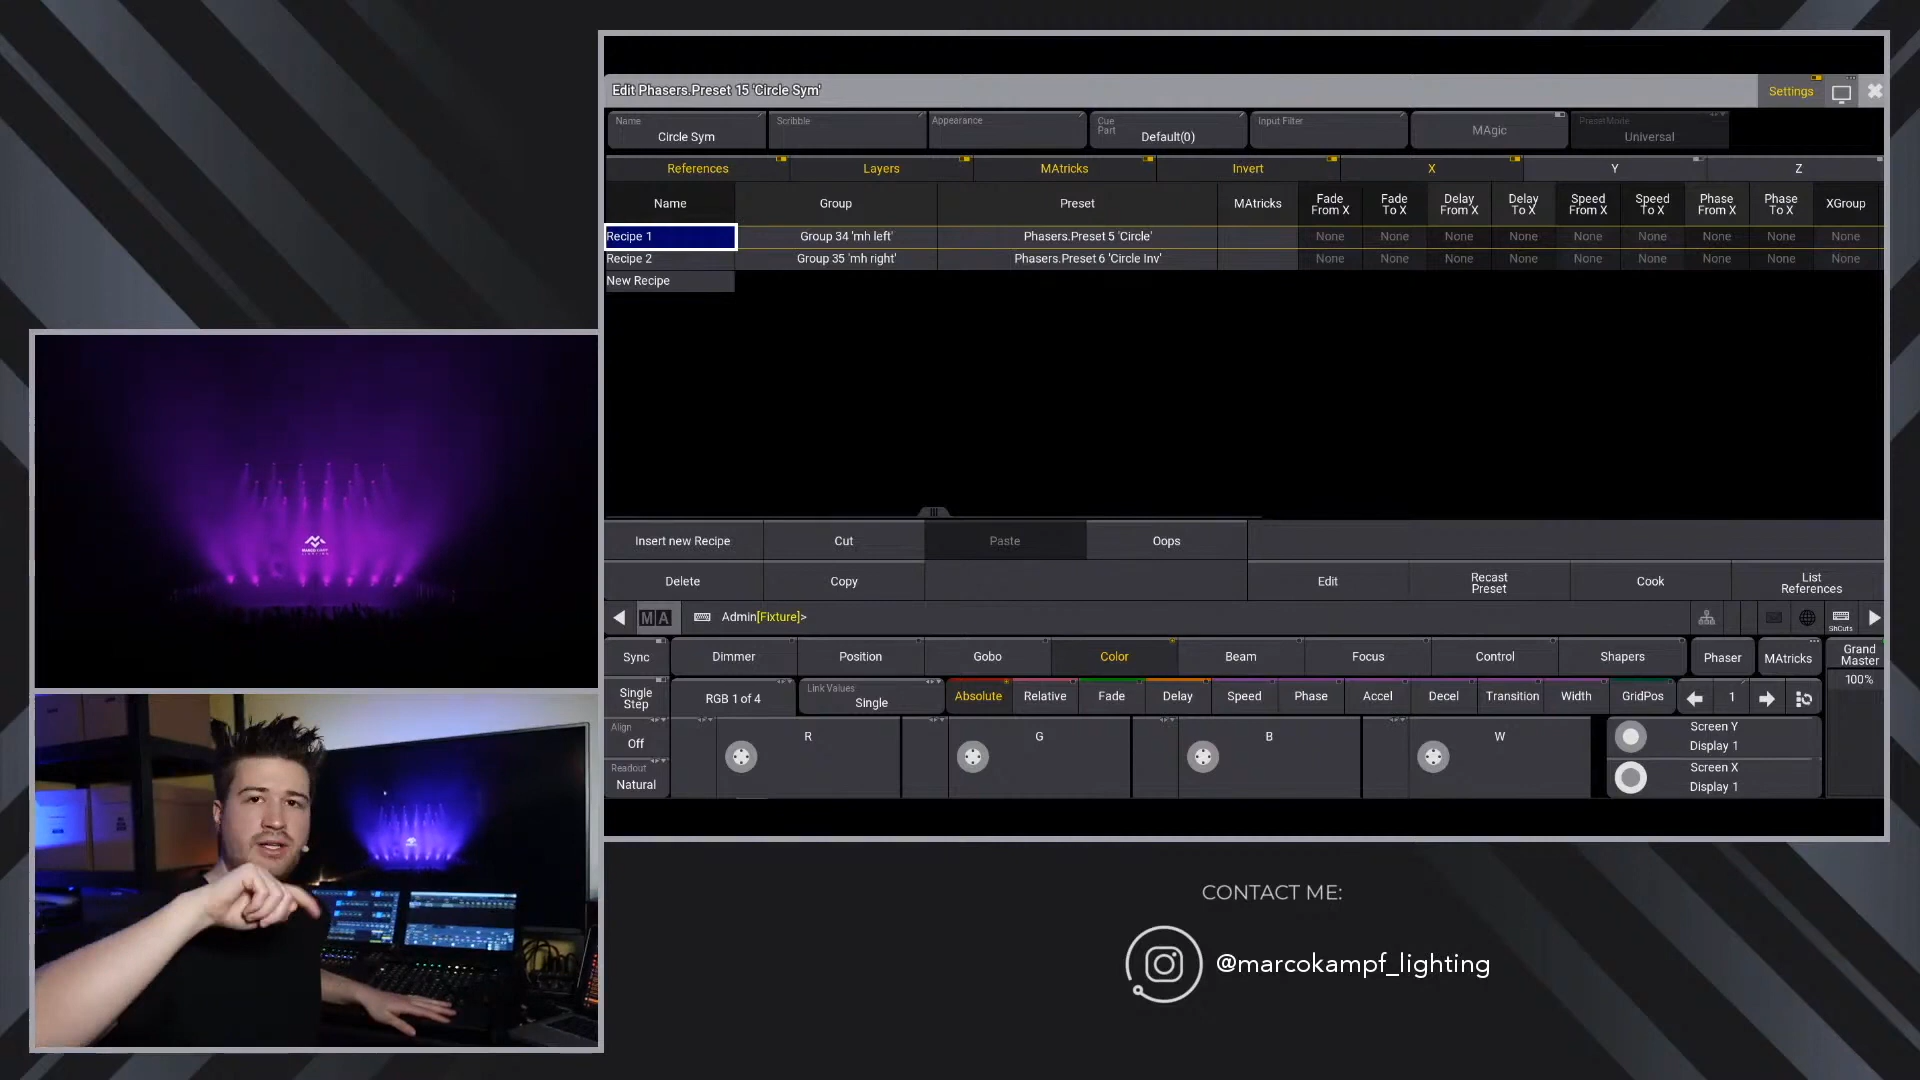 Edit Phasers.Preset 15 'Circle Sym'
Settings
Name
Circle Sym
Scribble
Appearance
Cue Part
Default(0)
Input Filter
MAgic
PresetMode
Universal
References
Layers
MAtricks
Invert
X
Y
Z
Name
Group
Preset
MAtricks
Fade From X
Fade To X
Delay From X
Delay To X
Speed From X
Speed To X
Phase From X
Phase To X
XGroup
Recipe 1
Group 34 'mh left'
Phasers.Preset 5 'Circle'
None None None None None None None None None
Recipe 2
Group 35 'mh right'
Phasers.Preset 6 'Circle Inv'
None None None None None None None None None
New Recipe
Insert new Recipe
Cut
Paste
Oops
Delete
Copy
Edit
Recast Preset
Cook
List References
MA
Admin[Fixture]>
ShCuts
Sync
Dimmer
Position
Gobo
Color
Beam
Focus
Control
Shapers
Phaser
MAtricks
Grand Master
100%
Single Step
RGB 1 of 4
Link Values
Single
Absolute
Relative
Fade
Delay
Speed
Phase
Accel
Decel
Transition
Width
GridPos
1
Align
Off
R
G
B
W
Screen Y
Display 1
Readout
Natural
Screen X
Display 1
CONTACT ME:
@marcokampf_lighting